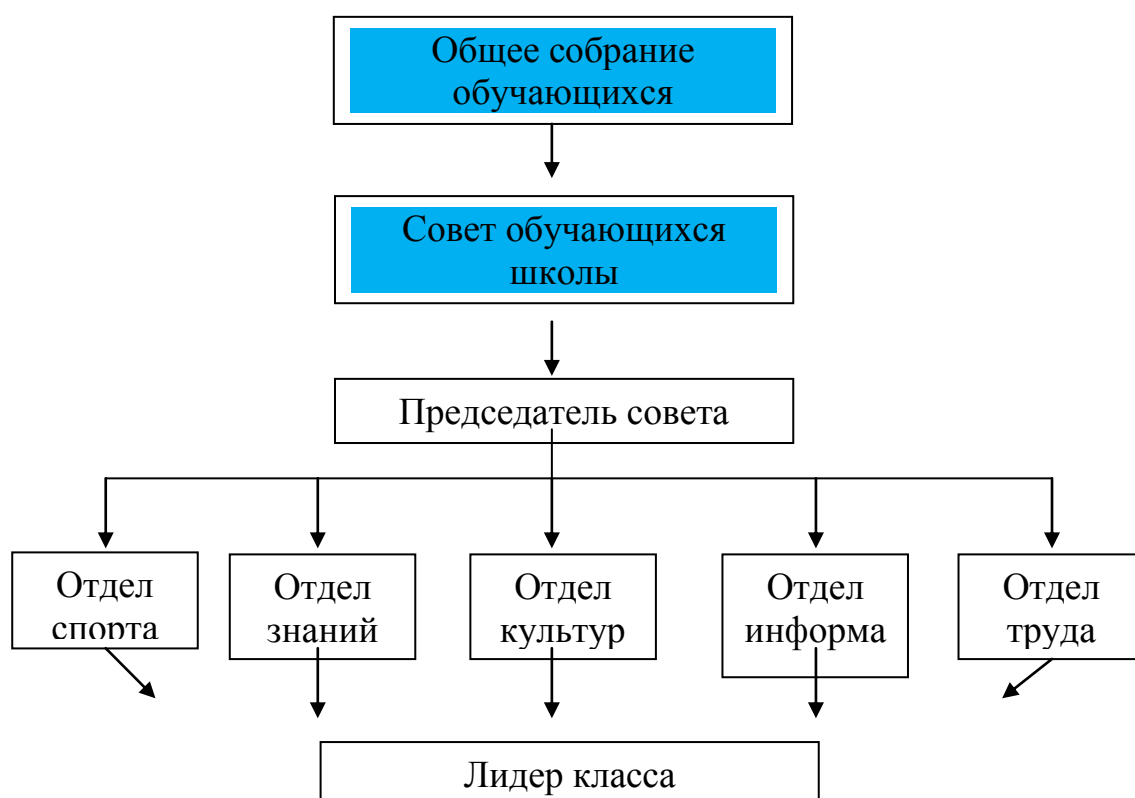 Общее собрание
обучающихся
Совет обучающихся
школы
Председатель совета
Отдел
спорта
Отдел
знаний
Отдел
культур
Отдел
информа
Отдел
труда
Лидер класса